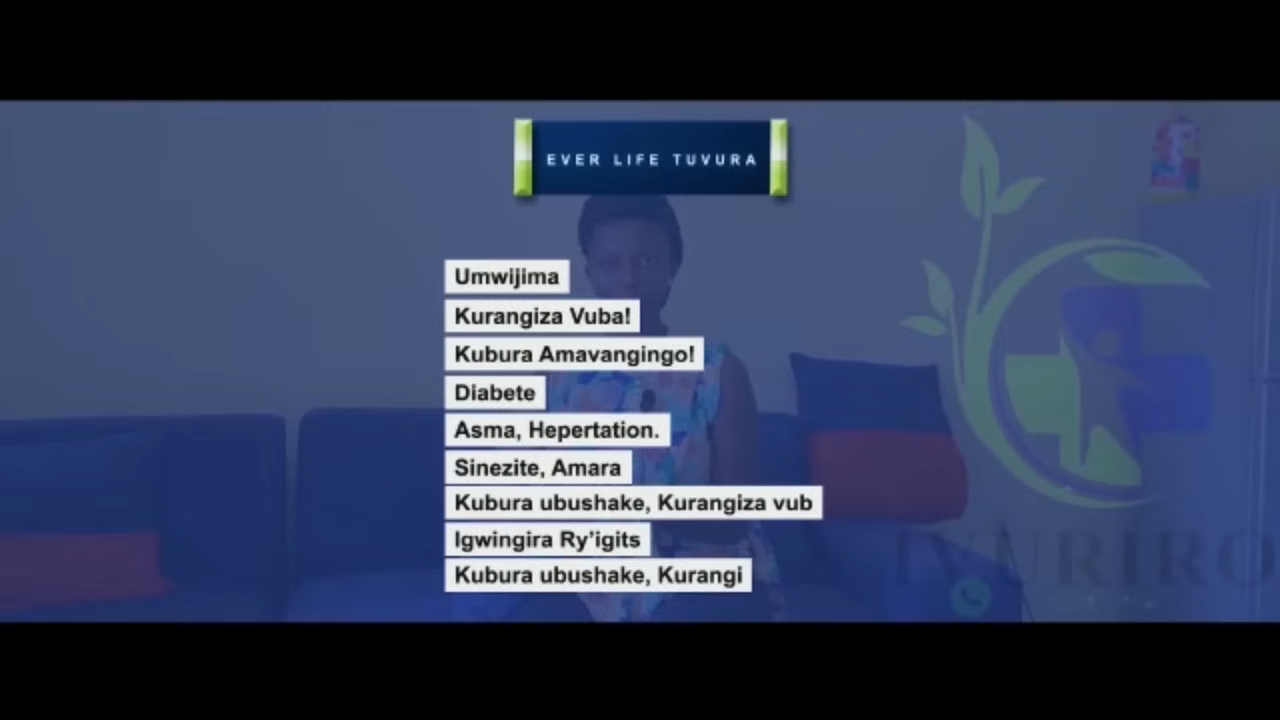 EVER LIFE TUVURA
Umwijima
Kurangiza Vuba!
Kubura Amavangingo!
Diabete
Asma, Hepertation.
Sinezite, Amara
Kubura ubushake, Kurangiza vub
Igwingira Ry'igits
Kubura ubushake, Kurangi
IVURIRO